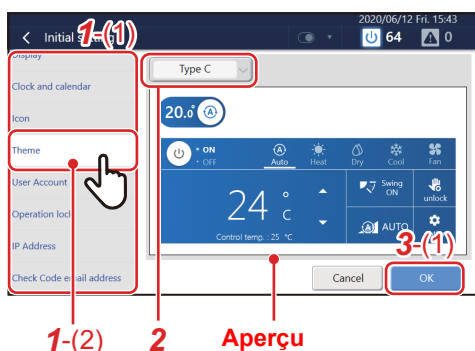 2020/06/12 Fri. 15:43
1-(1)
64
0
Display
Type C
Clock and calendar
Icon
20.0 A
Theme
ON
OFF
A
Auto
Heat
Dry
Cool
Fan
User Account
Swing
ON
unlock
24 °C
Operation lock
AUTO
Control temp. : 25 °C
3-(1)
IP Address
Check Code email address
Cancel
OK
1-(2)
2
Aperçu